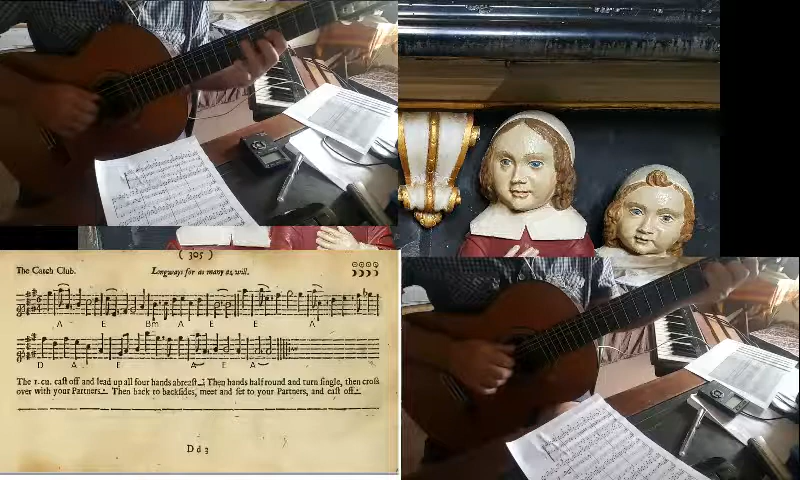 ( 305 )
The Catch Club. Longways for as many as will.
A E Bm A E E A
D A E A E A
The 1. cu. cast off and lead up all four hands abreast. Then hands half round and turn single, then cross
over with your Partners. Then back to backsides, meet and set to your Partners, and cast off.
D d 3